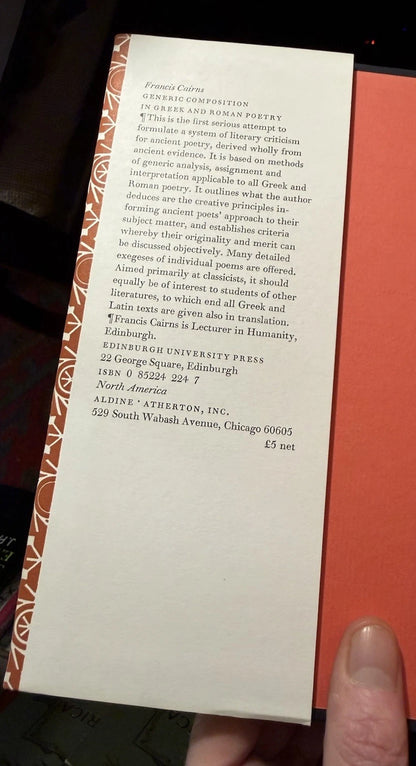 Francis Cairns
GENERIC COMPOSITION
IN GREEK AND ROMAN POETRY
¶This is the first serious attempt to
formulate a system of literary criticism
for ancient poetry, derived wholly from
ancient evidence. It is based on methods
of generic analysis, assignment and
interpretation applicable to all Greek and
Roman poetry. It outlines what the author
deduces are the creative principles in-
forming ancient poets' approach to their
subject matter, and establishes criteria
whereby their originality and merit can
be discussed objectively. Many detailed
exegeses of individual poems are offered.
Aimed primarily at classicists, it should
equally be of interest to students of other
literatures, to which end all Greek and
Latin texts are given also in translation.
¶Francis Cairns is Lecturer in Humanity,
Edinburgh.
EDINBURGH UNIVERSITY PRESS
22 George Square, Edinburgh
ISBN 0 85224 224 7
North America
ALDINE · ATHERTON, INC.
529 South Wabash Avenue, Chicago 60605
£5 net